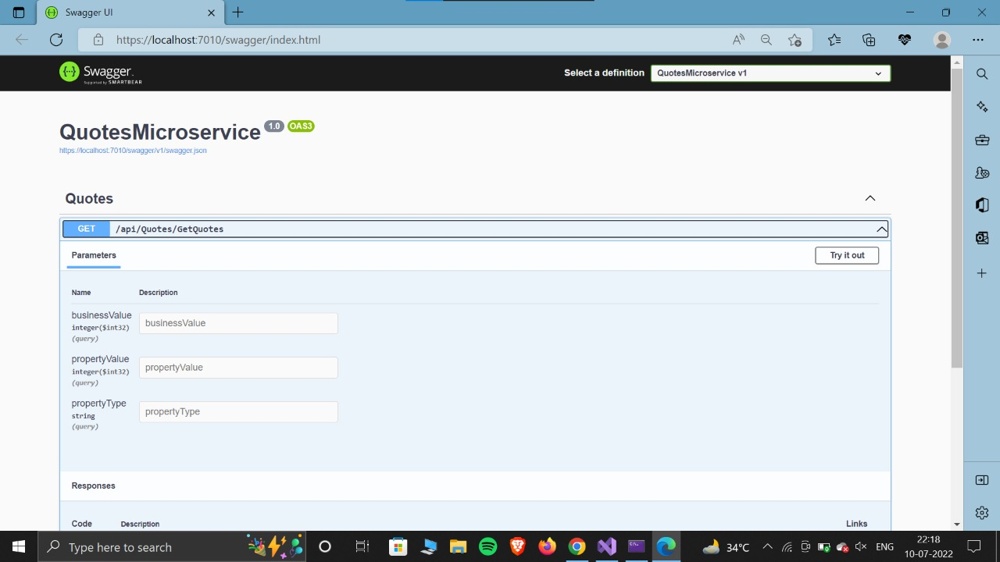 Swagger UI
https://localhost:7010/swagger/index.html
Swagger.
Supported by SMARTBEAR
Select a definition
QuotesMicroservice v1
QuotesMicroservice 1.0 OAS3
https://localhost:7010/swagger/v1/swagger.json
Quotes
GET /api/Quotes/GetQuotes
Parameters
Try it out
Name Description
businessValue
integer($int32)
(query)
businessValue
propertyValue
integer($int32)
(query)
propertyValue
propertyType
string
(query)
propertyType
Responses
Code Description Links
Type here to search
34°C
ENG
22:18
10-07-2022